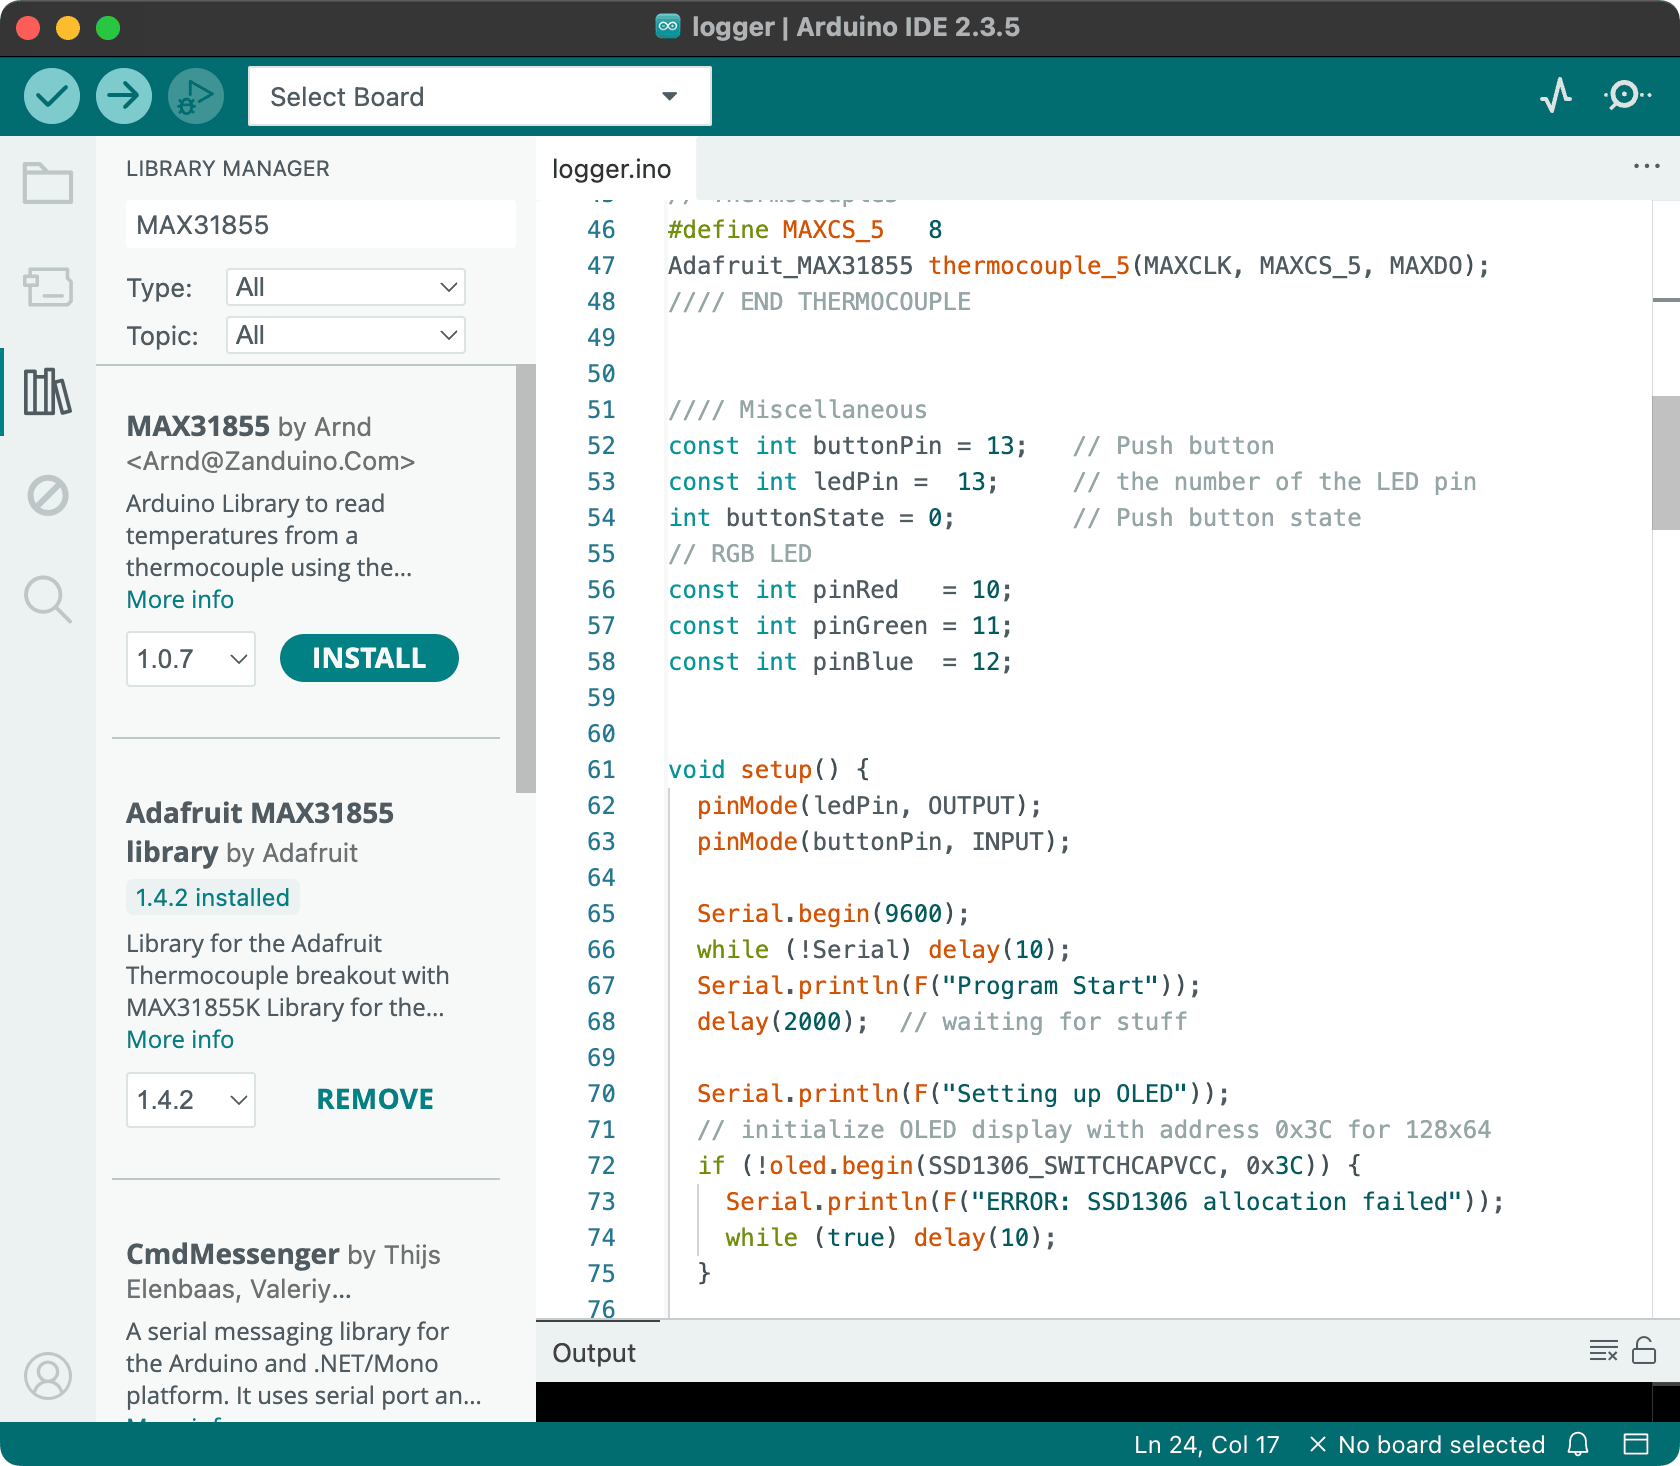 logger | Arduino IDE 2.3.5
Select Board
LIBRARY MANAGER
MAX31855
Type: All
Topic: All
MAX31855 by Arnd
<Arnd@Zanduino.Com>
Arduino Library to read
temperatures from a
thermocouple using the...
More info
1.0.7 INSTALL
Adafruit MAX31855
library by Adafruit
1.4.2 installed
Library for the Adafruit
Thermocouple breakout with
MAX31855K Library for the...
More info
1.4.2 REMOVE
CmdMessenger by Thijs
Elenbaas, Valeriy...
A serial messaging library for
the Arduino and .NET/Mono
platform. It uses serial port an...
More info
logger.ino
45 // Thermocouple5
46 #define MAXCS_5   8
47 Adafruit_MAX31855 thermocouple_5(MAXCLK, MAXCS_5, MAXDO);
48 //// END THERMOCOUPLE
49
50
51 //// Miscellaneous
52 const int buttonPin = 13;   // Push button
53 const int ledPin =  13;     // the number of the LED pin
54 int buttonState = 0;        // Push button state
55 // RGB LED
56 const int pinRed   = 10;
57 const int pinGreen = 11;
58 const int pinBlue  = 12;
59
60
61 void setup() {
62   pinMode(ledPin, OUTPUT);
63   pinMode(buttonPin, INPUT);
64
65   Serial.begin(9600);
66   while (!Serial) delay(10);
67   Serial.println(F("Program Start"));
68   delay(2000);  // waiting for stuff
69
70   Serial.println(F("Setting up OLED"));
71   // initialize OLED display with address 0x3C for 128x64
72   if (!oled.begin(SSD1306_SWITCHCAPVCC, 0x3C)) {
73     Serial.println(F("ERROR: SSD1306 allocation failed"));
74     while (true) delay(10);
75   }
76
Output
Ln 24, Col 17 × No board selected